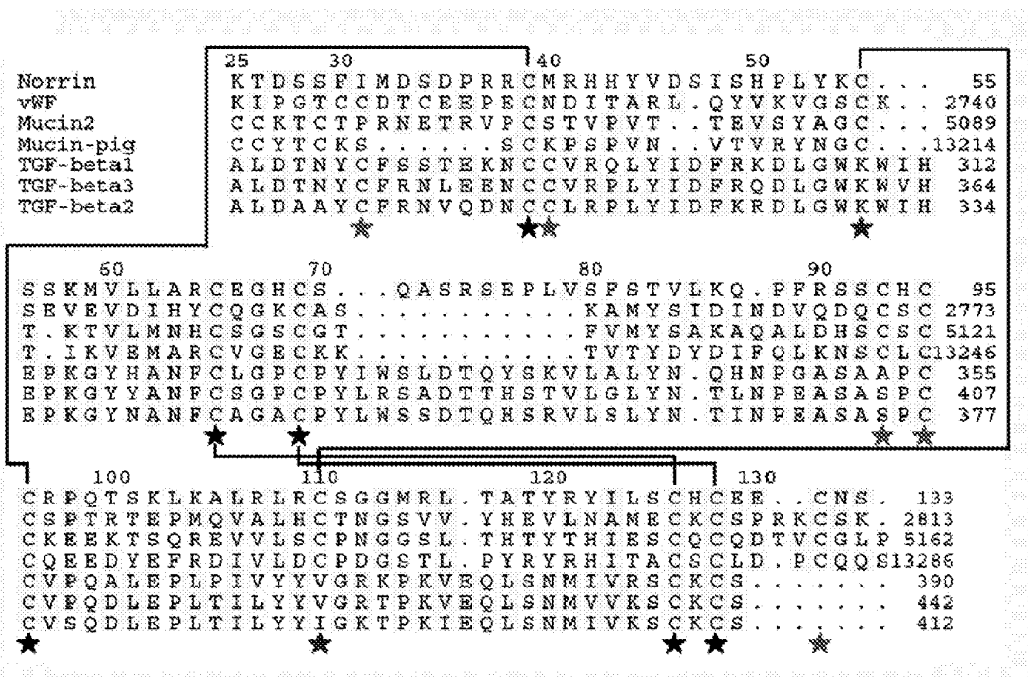 25 30 40 50
Norrin K T D S S F I M D S D P R R C M R H H Y V D S I S H P L Y K C . . . 55
vWF K I P G T C C D T C E E P E C N D I T A R L . Q Y V K V G S C K . . 2740
Mucin2 C C K T C T P R N E T R V P C S T V P V T . . T E V S Y A G C . . . 5089
Mucin-pig C C Y T C K S . . . . . S C K P S P V N . . V T V R Y N G C . . . 13214
TGF-beta1 A L D T N Y C F S S T E K N C C V R Q L Y I D F R K D L G W K W I H 312
TGF-beta3 A L D T N Y C F R N L E E N C C V R P L Y I D F R Q D L G W K W V H 364
TGF-beta2 A L D A A Y C F R N V Q D N C C L R P L Y I D F K R D L G W K W I H 334
60 70 80 90
S S K M V L L A R C E G H C S . . . Q A S R S E P L V S F S T V L K Q . P F R S S C H C 95
S E V E V D I H Y C Q G K C A S . . . . . . . . . . . K A M Y S I D I N D V Q D Q C S C 2773
T . K T V L M N H C S G S C G T . . . . . . . . . . . F V M Y S A K A Q A L D H S C S C 5121
T . I K V E M A R C V G E C K K . . . . . . . . . . . T V T Y D Y D I F Q L K N S C L C 13246
E P K G Y H A N F C L G P C P Y I W S L D T Q Y S K V L A L Y N . Q H N P G A S A A P C 355
E P K G Y Y A N F C S G P C P Y L R S A D T T H S T V L G L Y N . T L N P E A S A S P C 407
E P K G Y N A N F C A G A C P Y L W S S D T Q H S R V L S L Y N . T I N P E A S A S P C 377
100 110 120 130
C R P Q T S K L K A L R L R C S G G M R L . T A T Y R Y I L S C H C E E . . C N S . 133
C S P T R T E P M Q V A L H C T N G S V V . Y H E V L N A M E C K C S P R K C S K . 2813
C K E E K T S Q R E V V L S C P N G G S L . T H T Y T H I E S C Q C Q D T V C G L P 5162
C Q E E D Y E F R D I V L D C P D G S T L . P Y R Y R H I T A C S C L D . P C Q Q S 13286
C V P Q A L E P L P I V Y Y V G R K P K V E Q L S N M I V R S C K C S . . . . . . . 390
C V P Q D L E P L T I L Y Y V G R T P K V E Q L S N M V V K S C K C S . . . . . . . 442
C V S Q D L E P L T I L Y Y I G K T P K I E Q L S N M I V K S C K C S . . . . . . . 412